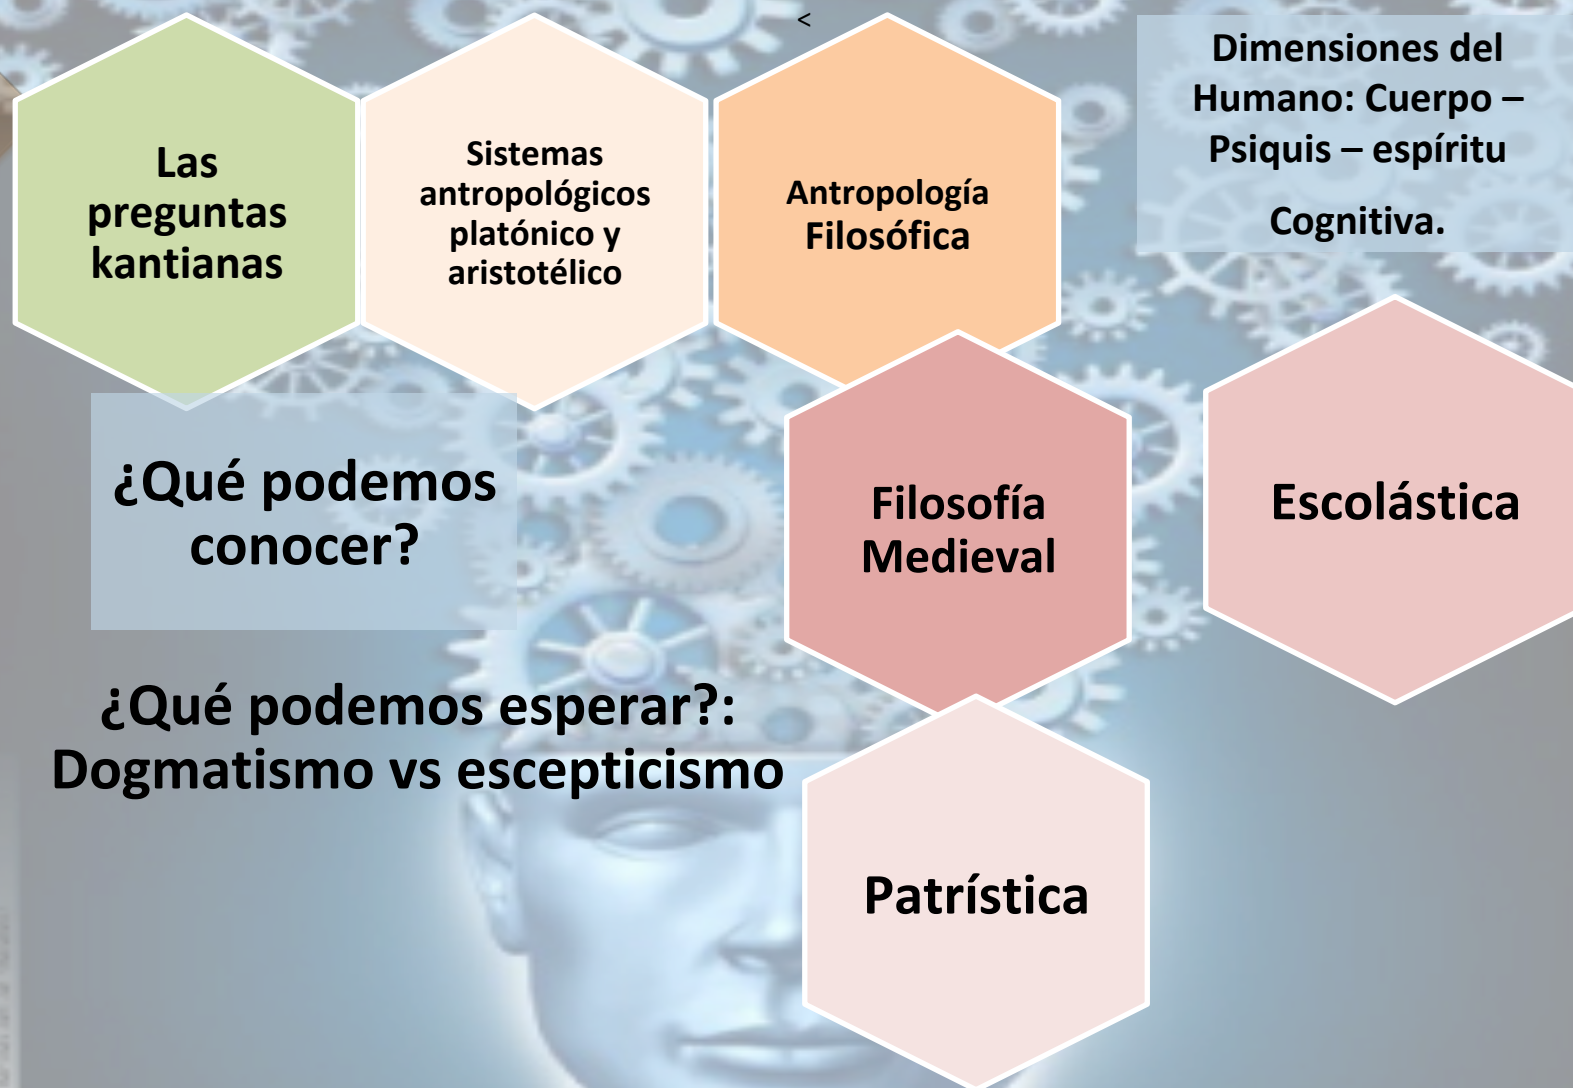 <
Las
preguntas
kantianas
Sistemas
antropológicos
platónico y
aristotélico
Antropología
Filosófica
Dimensiones del
Humano: Cuerpo –
Psiquis – espíritu
Cognitiva.
¿Qué podemos
conocer?
Filosofía
Medieval
Escolástica
¿Qué podemos esperar?:
Dogmatismo vs escepticismo
Patrística